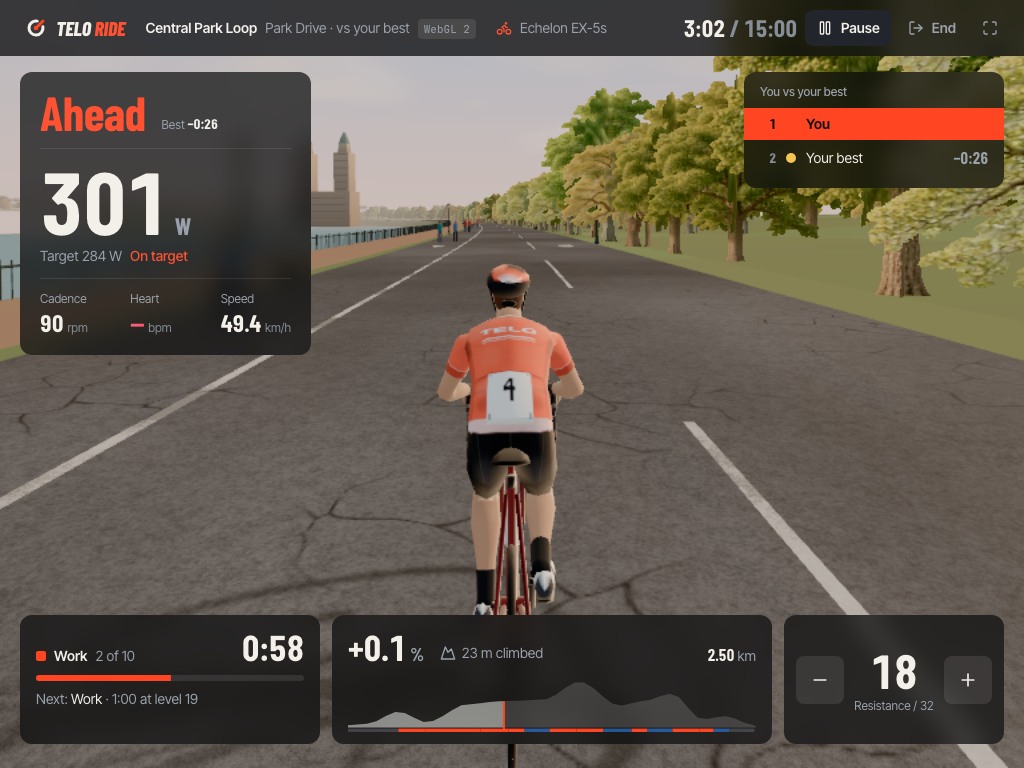 TELO RIDE Central Park Loop Park Drive · vs your best WebGL 2 Echelon EX-5s 3:02 / 15:00 Pause End
Ahead Best −0:26
301 W
Target 284 W On target
Cadence Heart Speed
90 rpm – bpm 49.4 km/h
You vs your best
1 You
2 Your best −0:26
TELO
4
Work 2 of 10 0:58
Next: Work · 1:00 at level 19
+0.1 % 23 m climbed 2.50 km
− 18 +
Resistance / 32